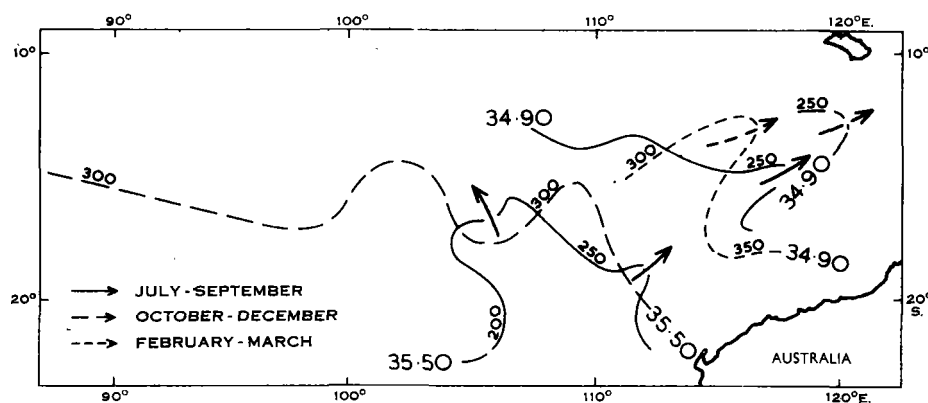 90° 100° 110° 120°E.
10° 10°
34·90
250
300
250
34·90
300
300
250
350 34·90
20° 20° S.
200
35·50
35·50
JULY - SEPTEMBER
OCTOBER - DECEMBER
FEBRUARY - MARCH
AUSTRALIA
90° 100° 110° 120°E.